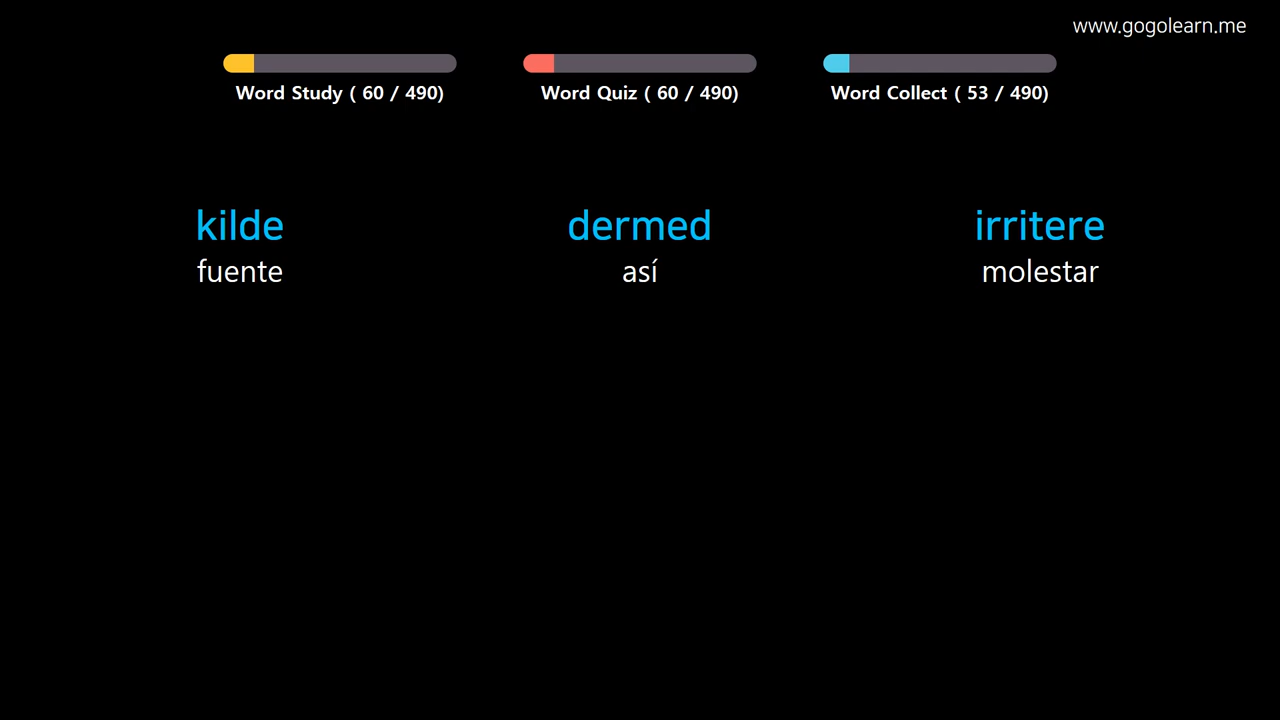 www.gogolearn.me
Word Study ( 60 / 490)
Word Quiz ( 60 / 490)
Word Collect ( 53 / 490)
kilde
fuente
dermed
así
irritere
molestar